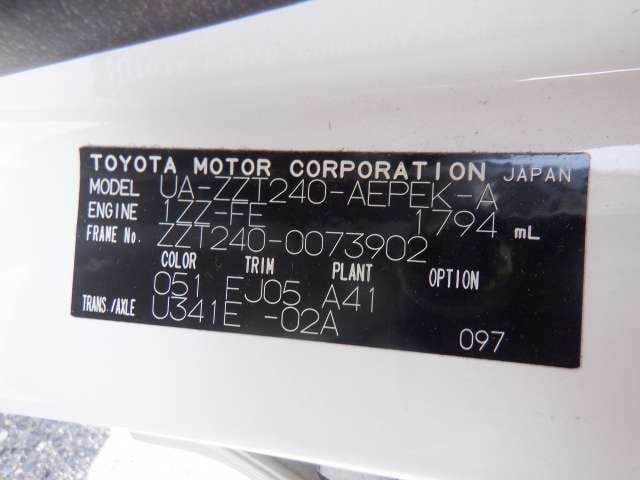 TOYOTA MOTOR CORPORATION JAPAN
MODEL UA-ZZT240-AEPEK-A
ENGINE 1ZZ-FE 1794 mL
FRAME No. ZZT240-0073902
COLOR TRIM PLANT OPTION
051 EJ05 A41
TRANS./AXLE U341E -02A
097